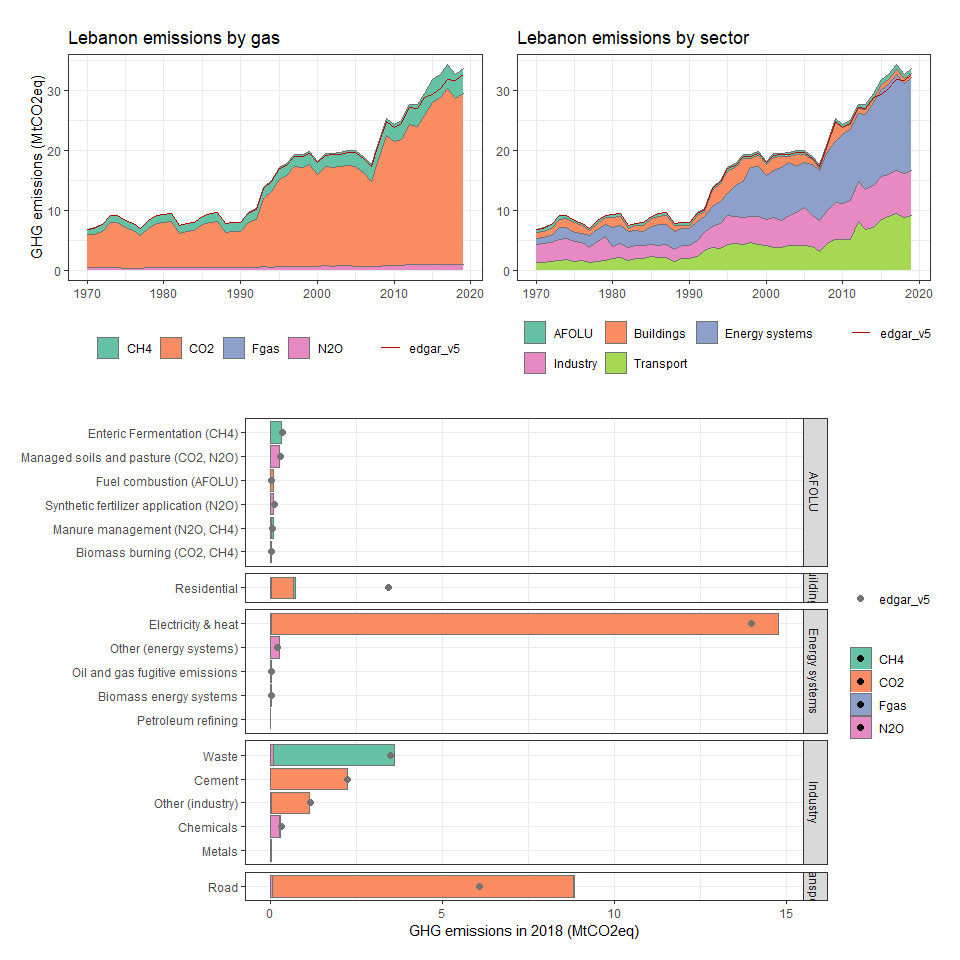 Lebanon emissions by gas
Lebanon emissions by sector
GHG emissions (MtCO2eq)
30
20
10
0
1970
1980
1990
2000
2010
2020
30
20
10
0
1970
1980
1990
2000
2010
2020
CH4
CO2
Fgas
N2O
edgar_v5
AFOLU
Buildings
Energy systems
edgar_v5
Industry
Transport
Enteric Fermentation (CH4)
Managed soils and pasture (CO2, N2O)
Fuel combustion (AFOLU)
Synthetic fertilizer application (N2O)
Manure management (N2O, CH4)
Biomass burning (CO2, CH4)
AFOLU
Residential
uilding
Electricity & heat
Other (energy systems)
Oil and gas fugitive emissions
Biomass energy systems
Petroleum refining
Energy systems
Waste
Cement
Other (industry)
Chemicals
Metals
Industry
Road
anspo
0
5
10
15
GHG emissions in 2018 (MtCO2eq)
edgar_v5
CH4
CO2
Fgas
N2O